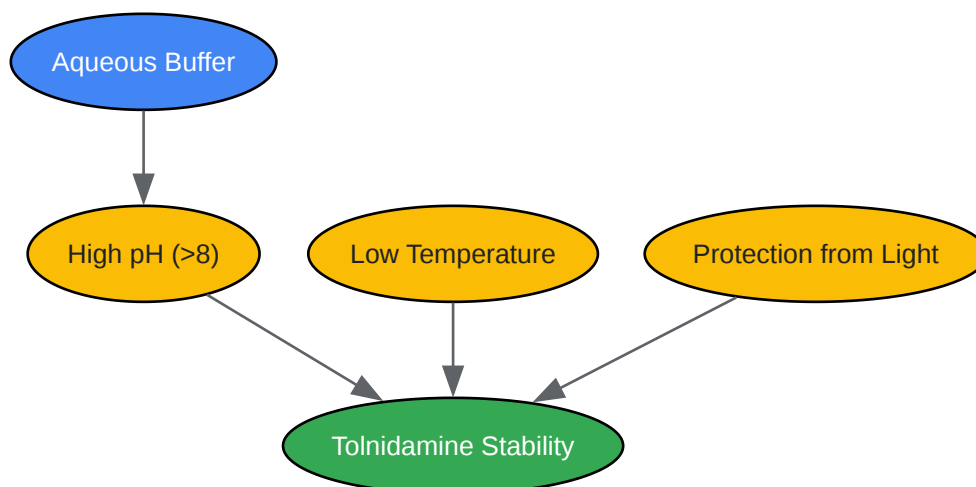 Aqueous Buffer
High pH (>8)
Low Temperature
Protection from Light
Tolnidamine Stability